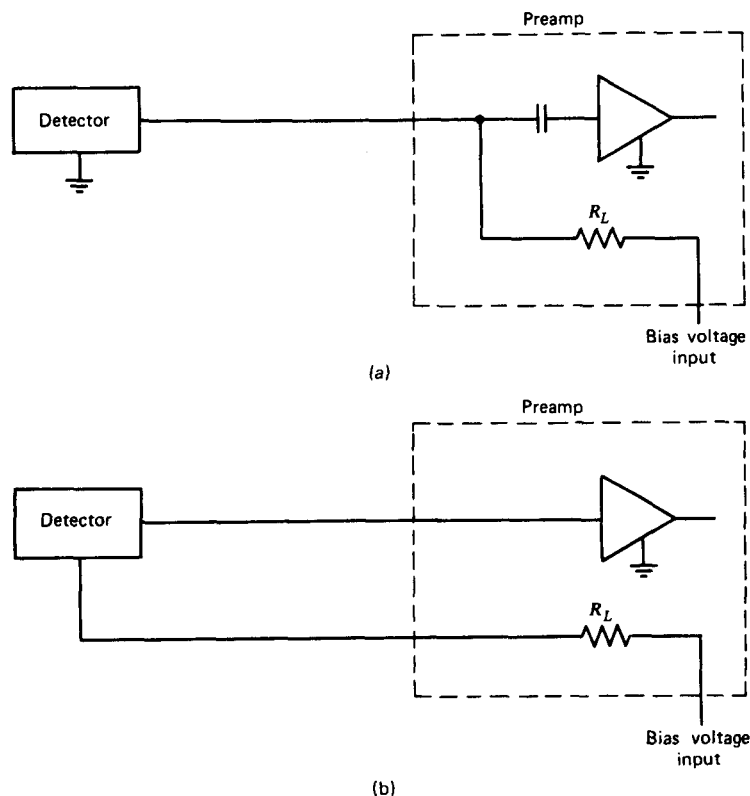 Preamp
Detector
R_L
Bias voltage
input
(a)
Preamp
Detector
R_L
Bias voltage
input
(b)